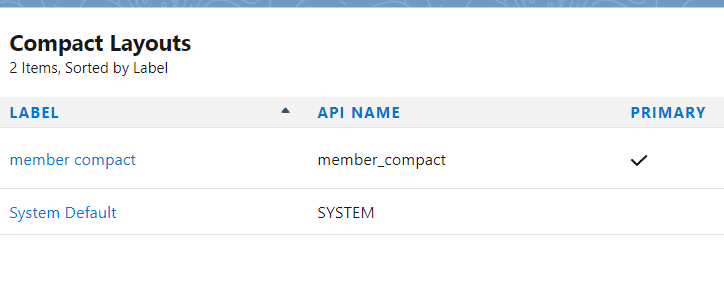 Compact Layouts
2 Items, Sorted by Label
LABEL API NAME PRIMARY
member compact member_compact
System Default SYSTEM